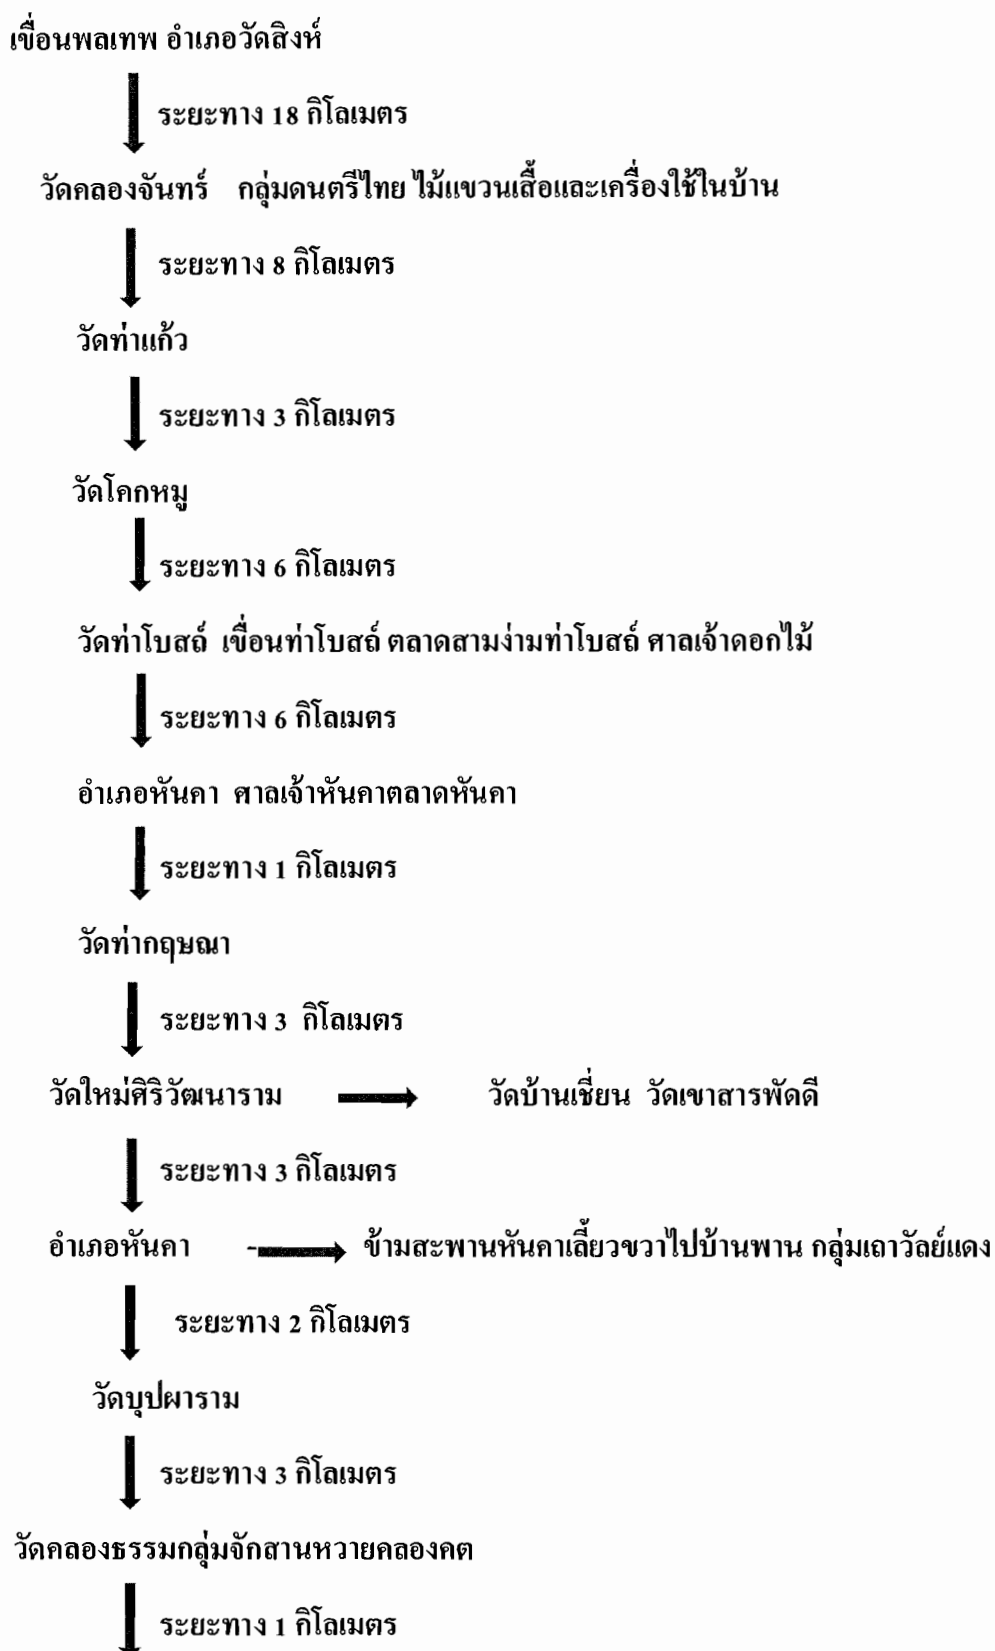 เขื่อนพลเทพ อำเภอวัดสิงห์
ระยะทาง 18 กิโลเมตร
วัดคลองจันทร์ กลุ่มดนตรีไทย ไม้แขวนเสื้อและเครื่องใช้ในบ้าน
ระยะทาง 8 กิโลเมตร
วัดท่าแก้ว
ระยะทาง 3 กิโลเมตร
วัดโคกหมู
ระยะทาง 6 กิโลเมตร
วัดท่าโบสถ์ เขื่อนท่าโบสถ์ ตลาดสามง่ามท่าโบสถ์ ศาลเจ้าดอกไม้
ระยะทาง 6 กิโลเมตร
อำเภอหันคา ศาลเจ้าหันคาตลาดหันคา
ระยะทาง 1 กิโลเมตร
วัดท่ากฤษณา
ระยะทาง 3 กิโลเมตร
วัดใหม่ศิริวัฒนาราม วัดบ้านเชี่ยน วัดเขาสารพัดดี
ระยะทาง 3 กิโลเมตร
อำเภอหันคา - ข้ามสะพานหันคาเลี้ยวขวาไปบ้านพาน กลุ่มเถาวัลย์แดง
ระยะทาง 2 กิโลเมตร
วัดบุปผาราม
ระยะทาง 3 กิโลเมตร
วัดคลองธรรมกลุ่มจักสานหวายคลองคต
ระยะทาง 1 กิโลเมตร